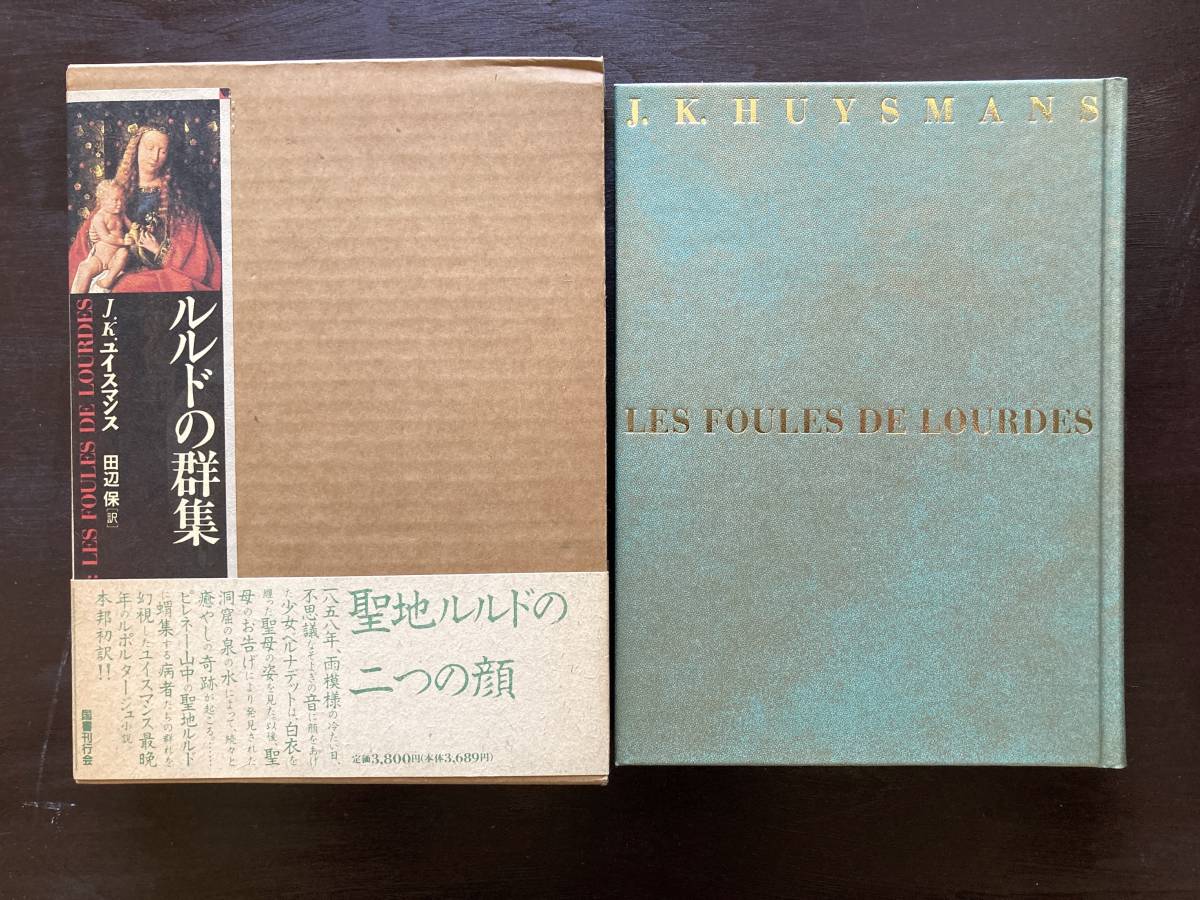 ルルドの群集
J.K.ユイスマンス 田辺 保[訳]
: LES FOULES DE LOURDES
聖地ルルドの
二つの顔
一八五八年、雨模様の冷たい日、
不思議なそよぎの音に顔をあげ
た少女ベルナデットは、白衣を
纏った聖母の姿を見た。以後、聖
母のお告げにより発見された
洞窟の泉の水によって、続々と
癒やしの奇跡が起こる。……
ピレネー山中の聖地ルルド
に蝟集する病者たちの群れを
幻視したユイスマンス最晩
年のルポルタージュ小説
本邦初訳!!
国書刊行会
定価3,800円(本体3,689円)
J. K. HUYSMANS
LES FOULES DE LOURDES